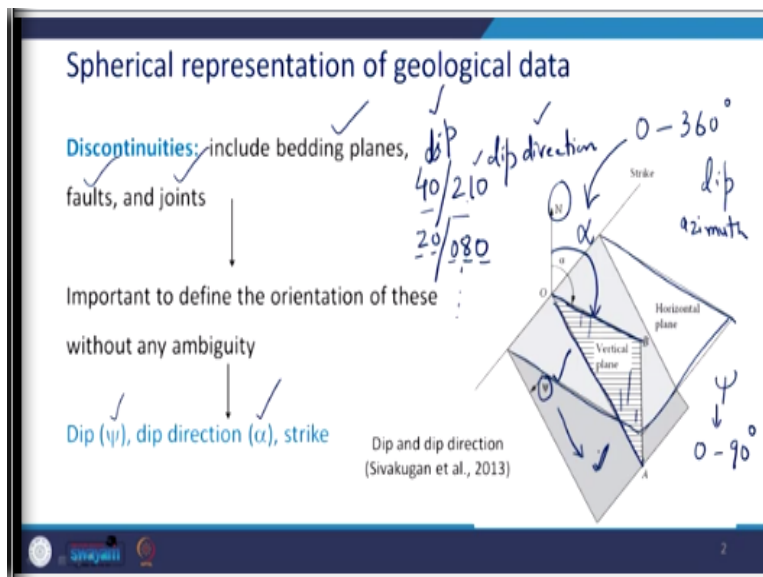 Spherical representation of geological data
Discontinuities: include bedding planes,
faults, and joints
Important to define the orientation of these
without any ambiguity
Dip (ψ), dip direction (α), strike
dip
dip direction
40/210
20/080
0-360°
dip
azimuth
Strike
N
α
α
O
Horizontal
plane
B
Vertical
plane
ψ
ψ
0-90°
A
Dip and dip direction
(Sivakugan et al., 2013)
swayam
2